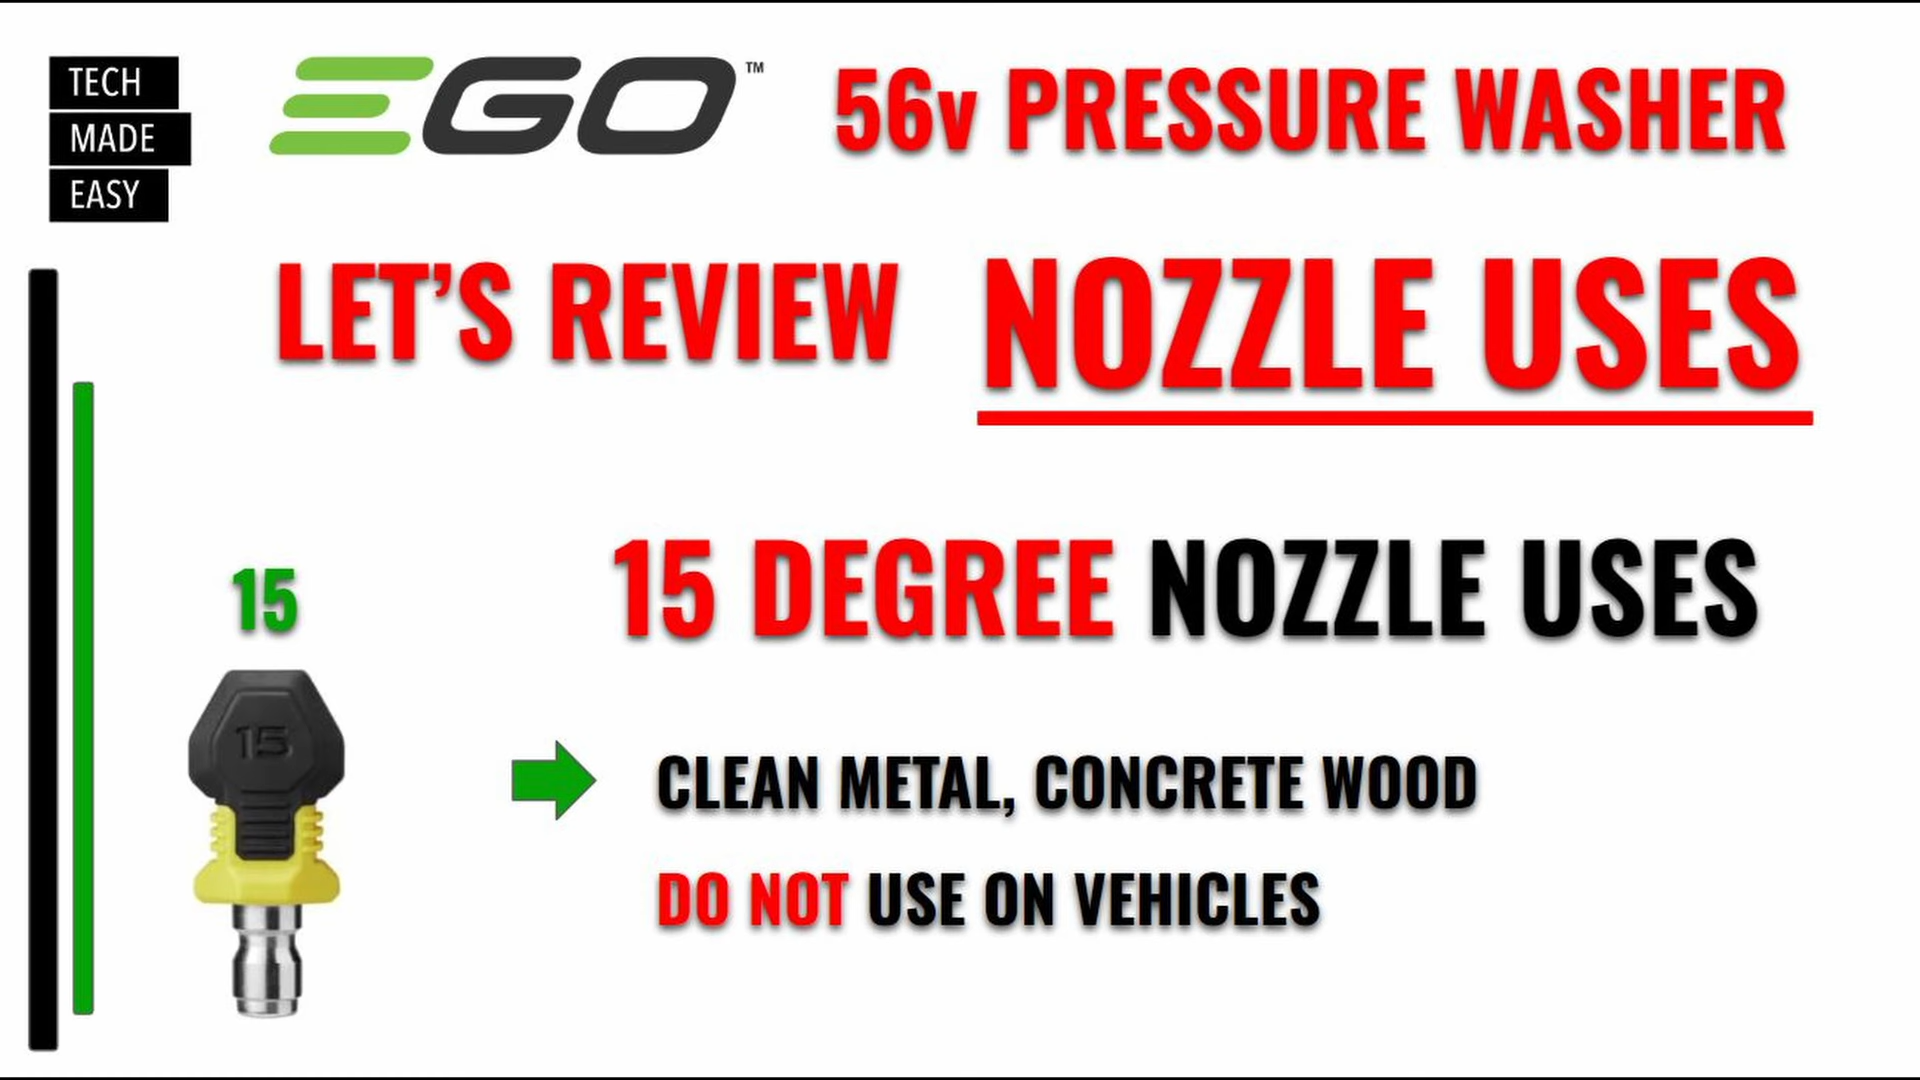 TECH
MADE
EASY
EGO™ 56v PRESSURE WASHER
LET'S REVIEW NOZZLE USES
15 DEGREE NOZZLE USES
15
15
CLEAN METAL, CONCRETE WOOD
DO NOT USE ON VEHICLES